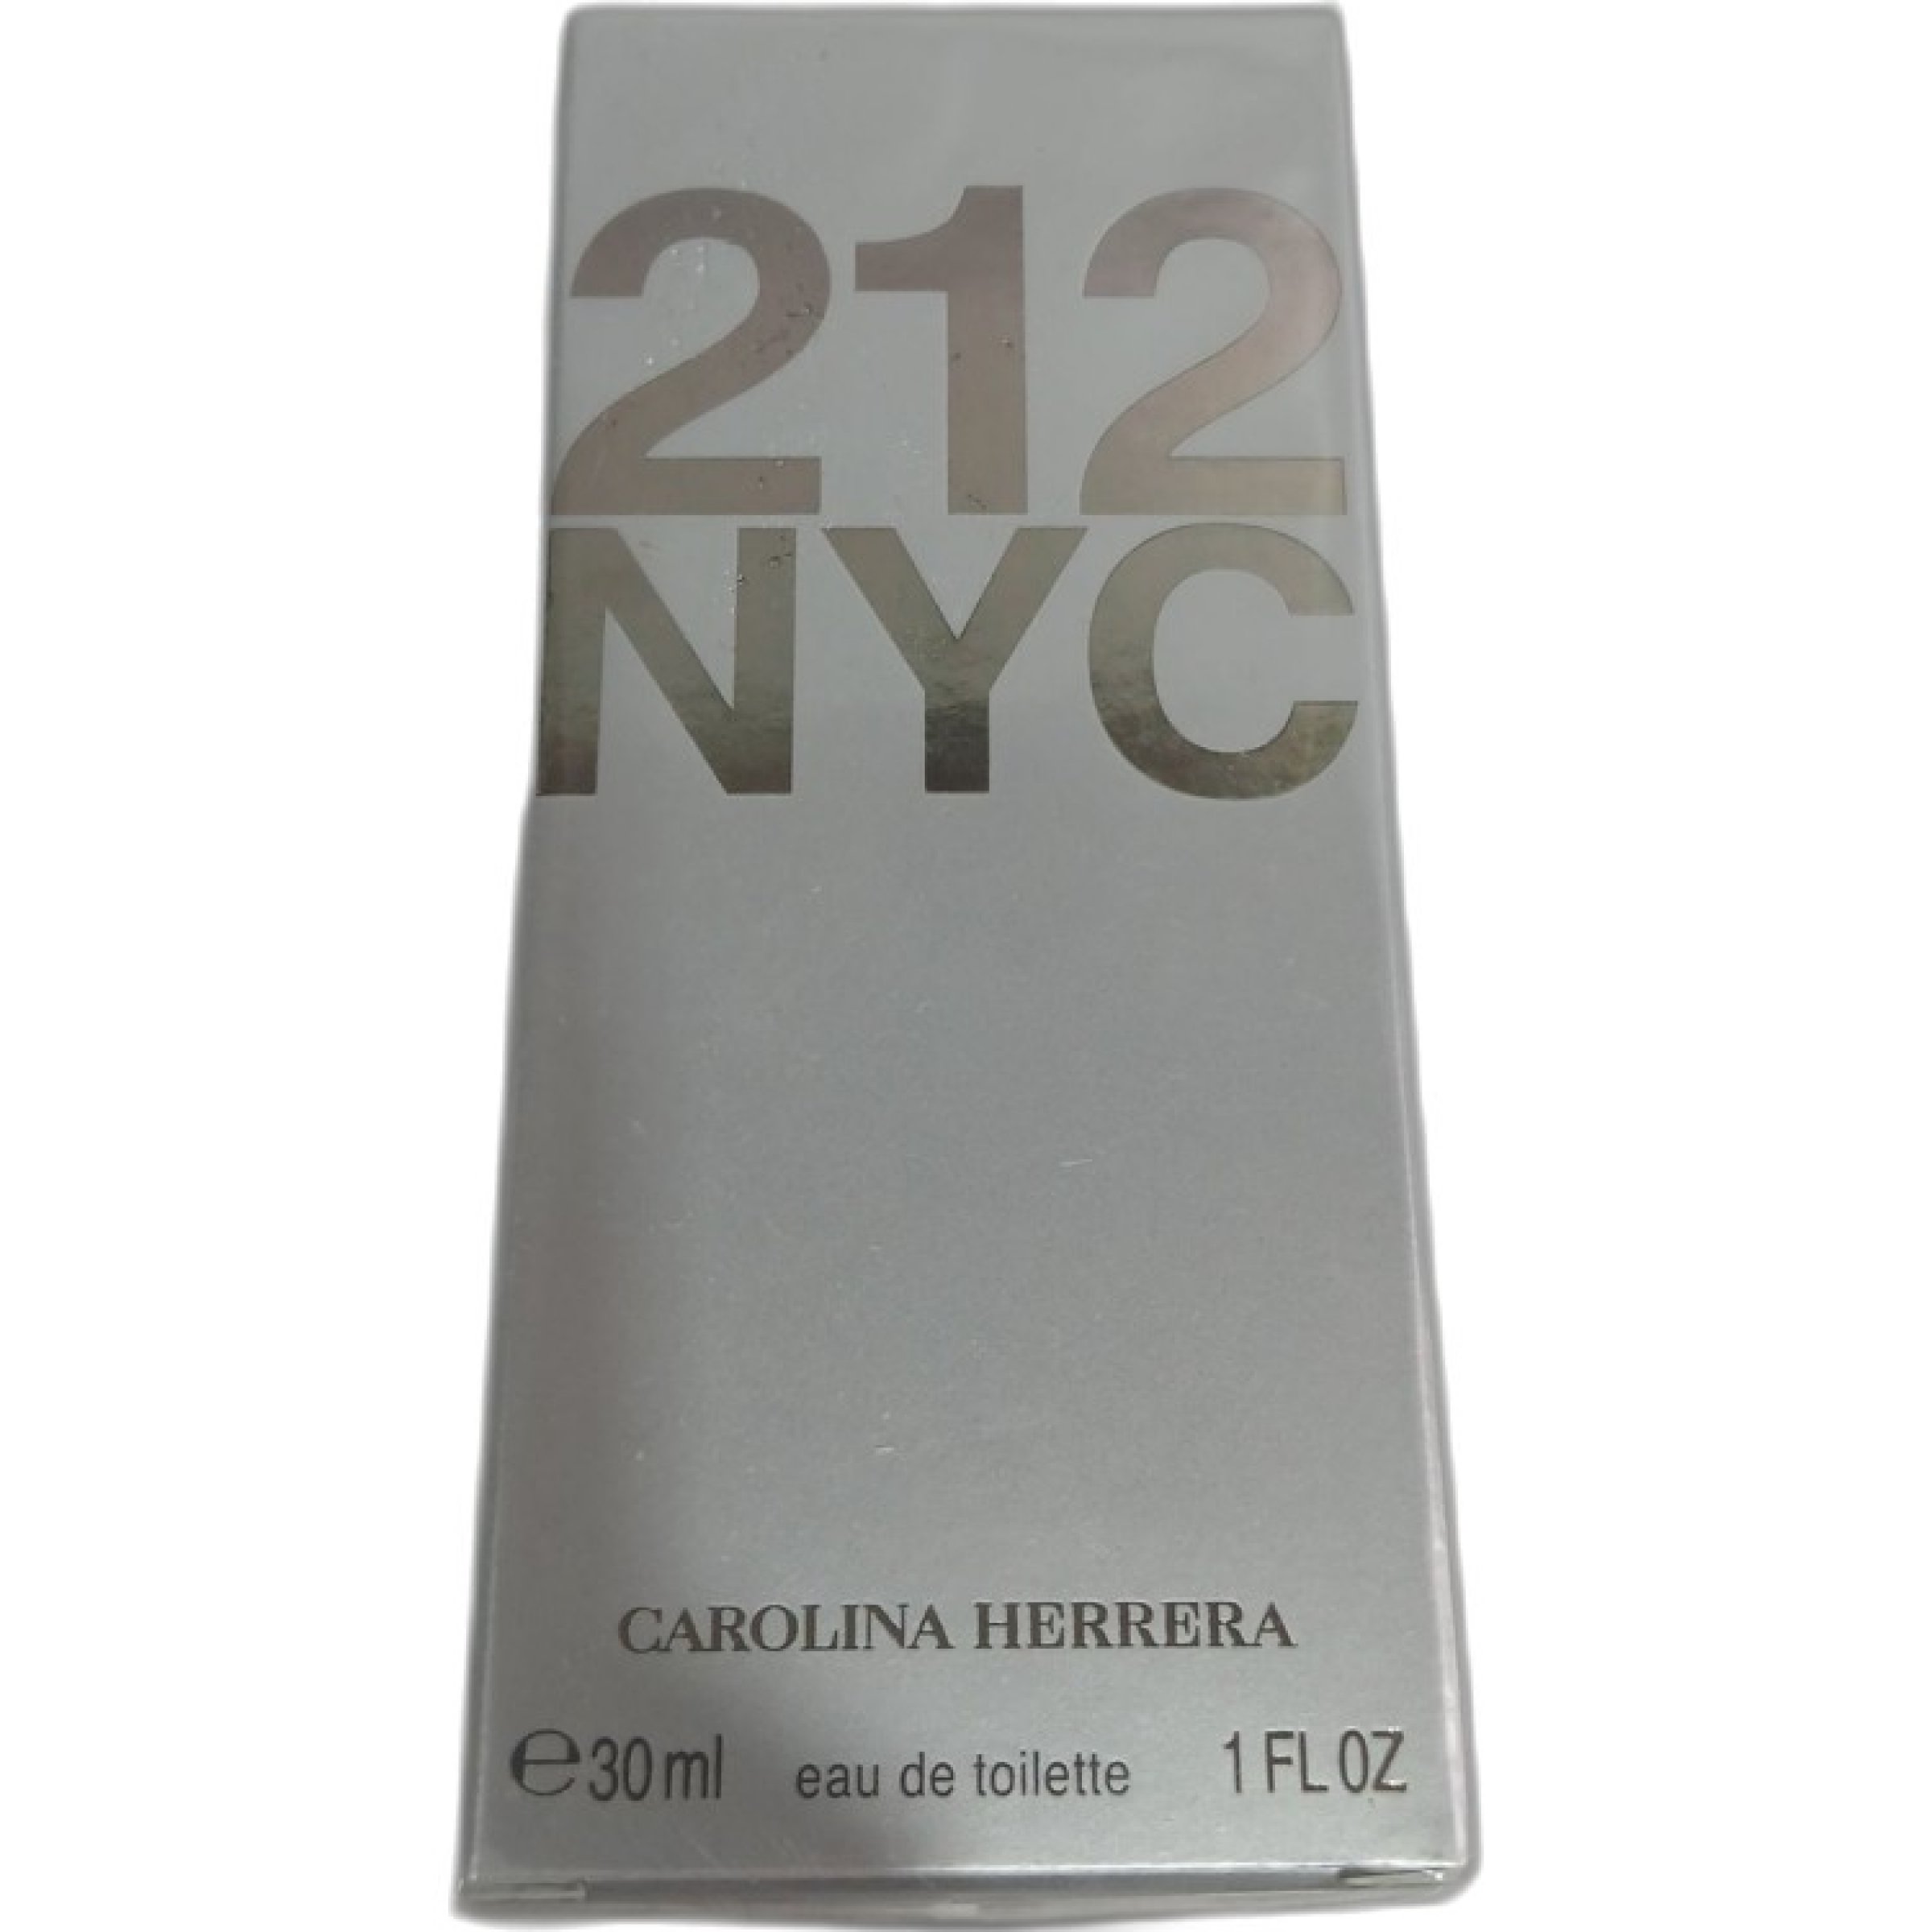 212
NYC
CAROLINA HERRERA
℮30ml eau de toilette 1 FL OZ